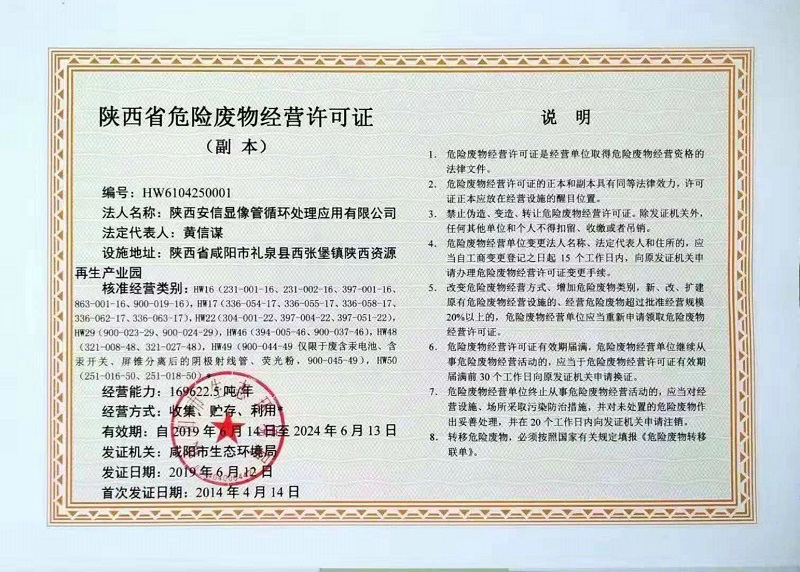 陕西省危险废物经营许可证
（副 本）
编号：HW6104250001
法人名称：陕西安信显像管循环处理应用有限公司
法定代表人：黄信谋
设施地址：陕西省咸阳市礼泉县西张堡镇陕西资源
再生产业园
核准经营类别：HW16（231-001-16、231-002-16、397-001-16、
863-001-16、900-019-16），HW17（336-054-17、336-055-17、336-058-17、
336-062-17、336-063-17），HW22（304-001-22、397-004-22、397-051-22），
HW29（900-023-29、900-024-29），HW46（394-005-46、900-037-46），HW48
（321-008-48、321-027-48），HW49（900-044-49 仅限于废含汞电池、含
汞开关、屏锥分离后的阴极射线管、荧光粉，900-045-49），HW50
（251-016-50、251-018-50）*
经营能力：169622.5 吨/年
经营方式：收集、贮存、利用*
有效期：自 2019 年 6 月 14 日至 2024 年 6 月 13 日
发证机关：咸阳市生态环境局
发证日期：2019 年 6 月 12 日
首次发证日期：2014 年 4 月 14 日
说 明
1. 危险废物经营许可证是经营单位取得危险废物经营资格的
法律文件。
2. 危险废物经营许可证的正本和副本具有同等法律效力，许可
证正本应放在经营设施的醒目位置。
3. 禁止伪造、变造、转让危险废物经营许可证。除发证机关外，
任何其他单位和个人不得扣留、收缴或者吊销。
4. 危险废物经营单位变更法人名称、法定代表人和住所的，应
当自工商变更登记之日起 15 个工作日内，向原发证机关申
请办理危险废物经营许可证变更手续。
5. 改变危险废物经营方式、增加危险废物类别，新、改、扩建
原有危险废物经营设施的、经营危险废物超过批准经营规模
20%以上的，危险废物经营单位应当重新申请领取危险废物
经营许可证。
6. 危险废物经营许可证有效期届满，危险废物经营单位继续从
事危险废物经营活动的，应当于危险废物经营许可证有效期
届满前 30 个工作日向原发证机关申请换证。
7. 危险废物经营单位终止从事危险废物经营活动的，应当对经
营设施、场所采取污染防治措施，并对未处置的危险废物作
出妥善处理，并在 20 个工作日内向发证机关申请注销。
8. 转移危险废物，必须按照国家有关规定填报《危险废物转移
联单》。